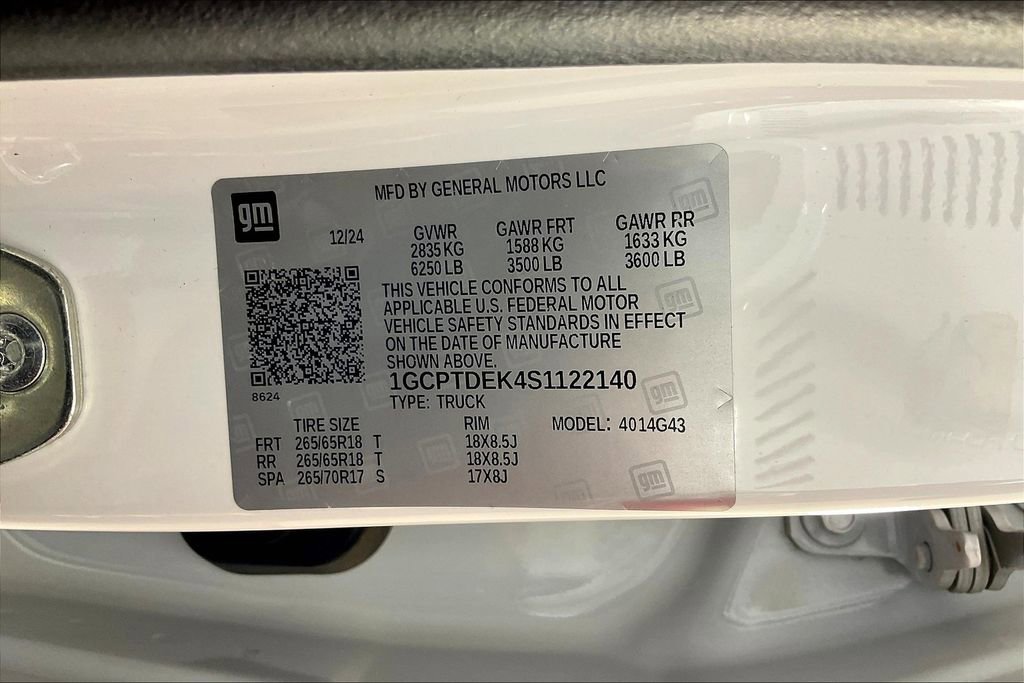 gm
MFD BY GENERAL MOTORS LLC
12/24
GVWR GAWR FRT GAWR RR
2835 KG 1588 KG 1633 KG
6250 LB 3500 LB 3600 LB
THIS VEHICLE CONFORMS TO ALL
APPLICABLE U.S. FEDERAL MOTOR
VEHICLE SAFETY STANDARDS IN EFFECT
ON THE DATE OF MANUFACTURE
SHOWN ABOVE.
1GCPTDEK4S1122140
8624
TYPE: TRUCK
TIRE SIZE RIM MODEL: 4014G43
FRT 265/65R18 T 18X8.5J
RR 265/65R18 T 18X8.5J
SPA 265/70R17 S 17X8J